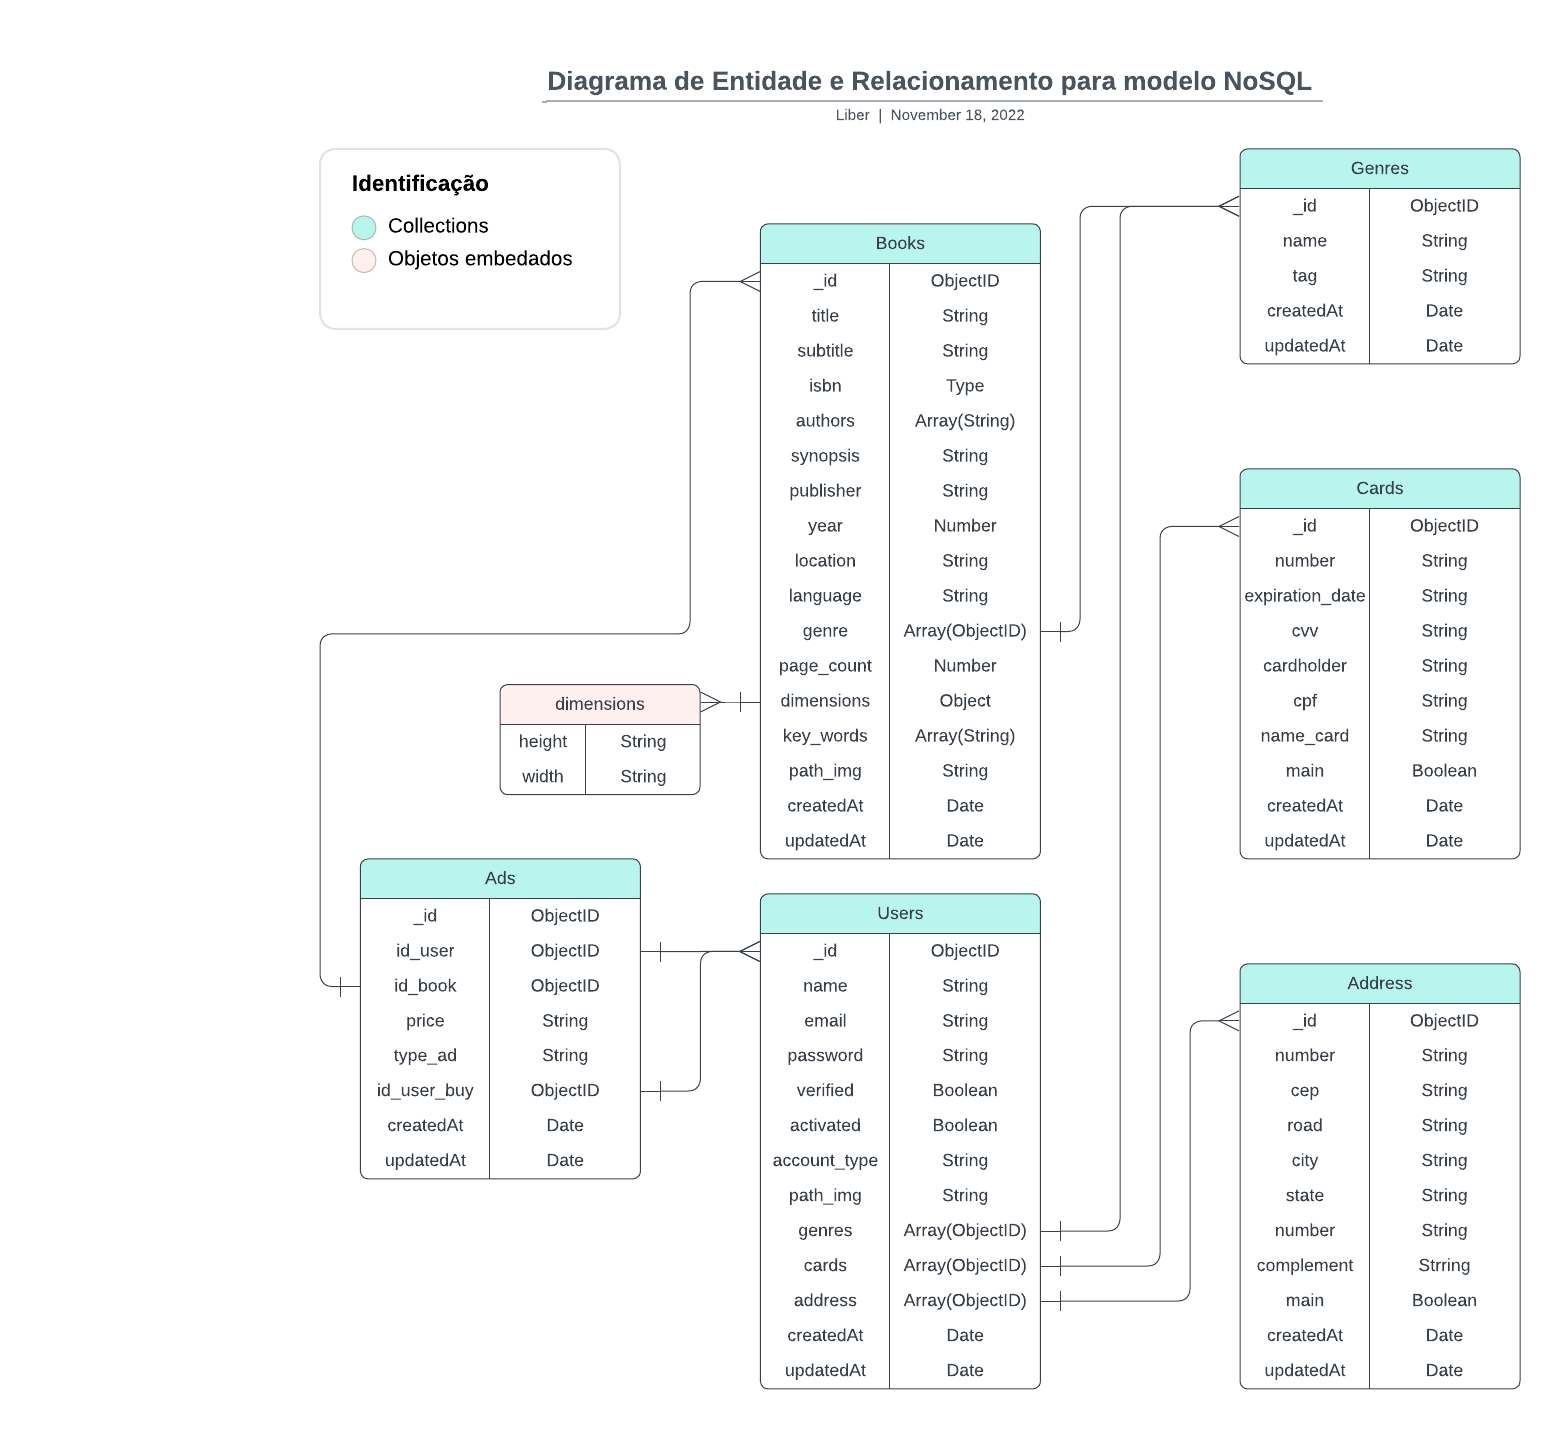 Diagrama de Entidade e Relacionamento para modelo NoSQL
Liber | November 18, 2022
Identificação
Collections
Objetos embedados
Books
_id ObjectID
title String
subtitle String
isbn Type
authors Array(String)
synopsis String
publisher String
year Number
location String
language String
genre Array(ObjectID)
page_count Number
dimensions Object
key_words Array(String)
path_img String
createdAt Date
updatedAt Date
dimensions
height String
width String
Genres
_id ObjectID
name String
tag String
createdAt Date
updatedAt Date
Cards
_id ObjectID
number String
expiration_date String
cvv String
cardholder String
cpf String
name_card String
main Boolean
createdAt Date
updatedAt Date
Ads
_id ObjectID
id_user ObjectID
id_book ObjectID
price String
type_ad String
id_user_buy ObjectID
createdAt Date
updatedAt Date
Users
_id ObjectID
name String
email String
password String
verified Boolean
activated Boolean
account_type String
path_img String
genres Array(ObjectID)
cards Array(ObjectID)
address Array(ObjectID)
createdAt Date
updatedAt Date
Address
_id ObjectID
number String
cep String
road String
city String
state String
number String
complement Strring
main Boolean
createdAt Date
updatedAt Date